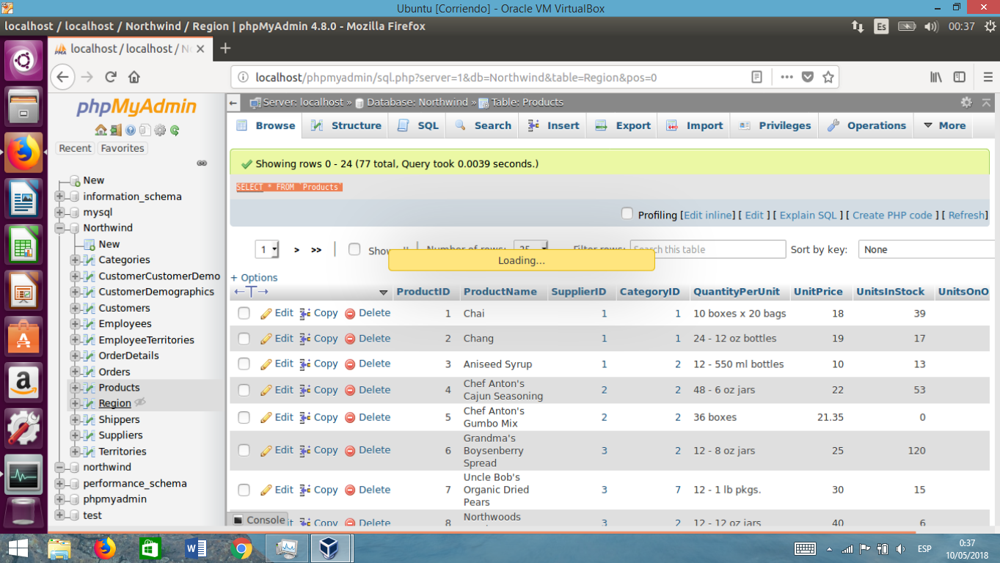 Ubuntu [Corriendo] - Oracle VM VirtualBox
localhost / localhost / Northwind / Region | phpMyAdmin 4.8.0 - Mozilla Firefox
Es
00:37
PMA localhost / localhost / N
localhost/phpmyadmin/sql.php?server=1&db=Northwind&table=Region&pos=0
phpMyAdmin
Recent Favorites
New
information_schema
mysql
Northwind
New
Categories
CustomerCustomerDemo
CustomerDemographics
Customers
Employees
EmployeeTerritories
OrderDetails
Orders
Products
Region
Shippers
Suppliers
Territories
northwind
performance_schema
phpmyadmin
test
Server: localhost » Database: Northwind » Table: Products
Browse Structure SQL Search Insert Export Import Privileges Operations More
Showing rows 0 - 24 (77 total, Query took 0.0039 seconds.)
SELECT * FROM `Products`
Profiling [Edit inline] [ Edit ] [ Explain SQL ] [ Create PHP code ] [ Refresh]
1 > >> | Number of rows: 25 Filter rows: Search this table Sort by key: None
Loading...
+ Options
ProductID ProductName SupplierID CategoryID QuantityPerUnit UnitPrice UnitsInStock UnitsOnO
Edit Copy Delete 1 Chai 1 1 10 boxes x 20 bags 18 39
Edit Copy Delete 2 Chang 1 1 24 - 12 oz bottles 19 17
Edit Copy Delete 3 Aniseed Syrup 1 2 12 - 550 ml bottles 10 13
Edit Copy Delete 4 Chef Anton's Cajun Seasoning 2 2 48 - 6 oz jars 22 53
Edit Copy Delete 5 Chef Anton's Gumbo Mix 2 2 36 boxes 21.35 0
Edit Copy Delete 6 Grandma's Boysenberry Spread 3 2 12 - 8 oz jars 25 120
Edit Copy Delete 7 Uncle Bob's Organic Dried Pears 3 7 12 - 1 lb pkgs. 30 15
Edit Copy Delete 8 Northwoods 3 2 12 - 12 oz jars 40 6
Console
ESP
0:37
10/05/2018